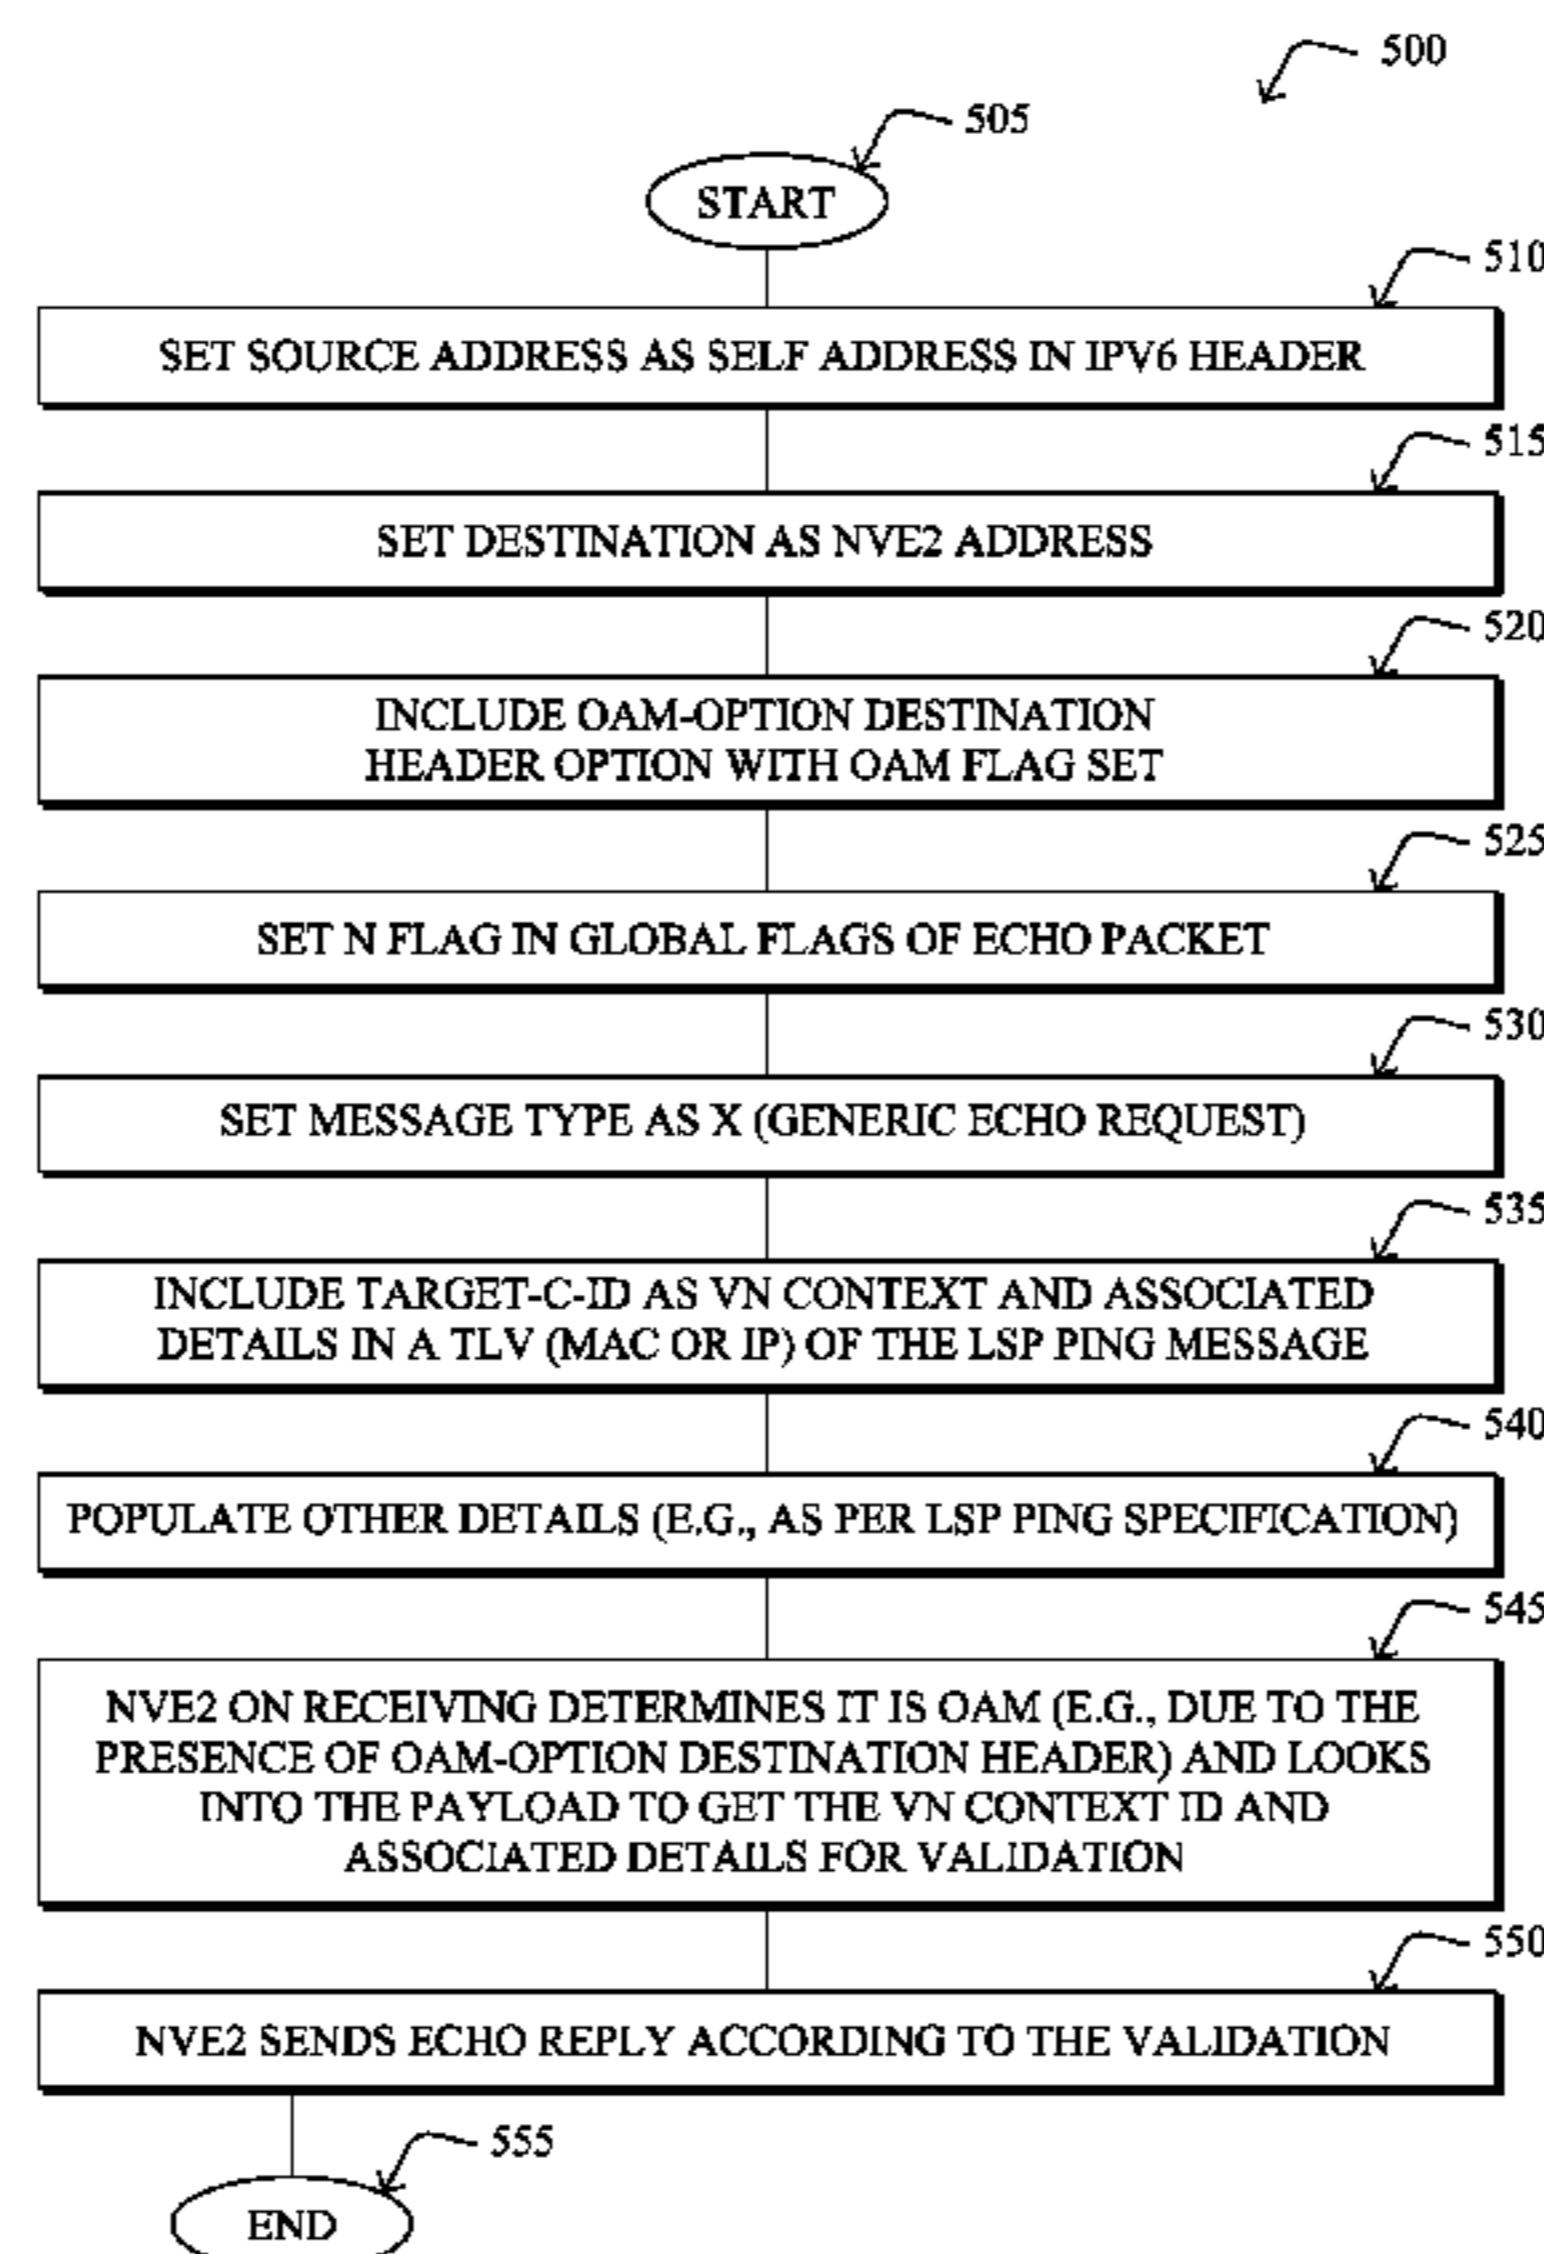 500
505
START
510
SET SOURCE ADDRESS AS SELF ADDRESS IN IPV6 HEADER
515
SET DESTINATION AS NVE2 ADDRESS
520
INCLUDE OAM-OPTION DESTINATION
HEADER OPTION WITH OAM FLAG SET
525
SET N FLAG IN GLOBAL FLAGS OF ECHO PACKET
530
SET MESSAGE TYPE AS X (GENERIC ECHO REQUEST)
535
INCLUDE TARGET-C-ID AS VN CONTEXT AND ASSOCIATED
DETAILS IN A TLV (MAC OR IP) OF THE LSP PING MESSAGE
540
POPULATE OTHER DETAILS (E.G., AS PER LSP PING SPECIFICATION)
545
NVE2 ON RECEIVING DETERMINES IT IS OAM (E.G., DUE TO THE
PRESENCE OF OAM-OPTION DESTINATION HEADER) AND LOOKS
INTO THE PAYLOAD TO GET THE VN CONTEXT ID AND
ASSOCIATED DETAILS FOR VALIDATION
550
NVE2 SENDS ECHO REPLY ACCORDING TO THE VALIDATION
555
END